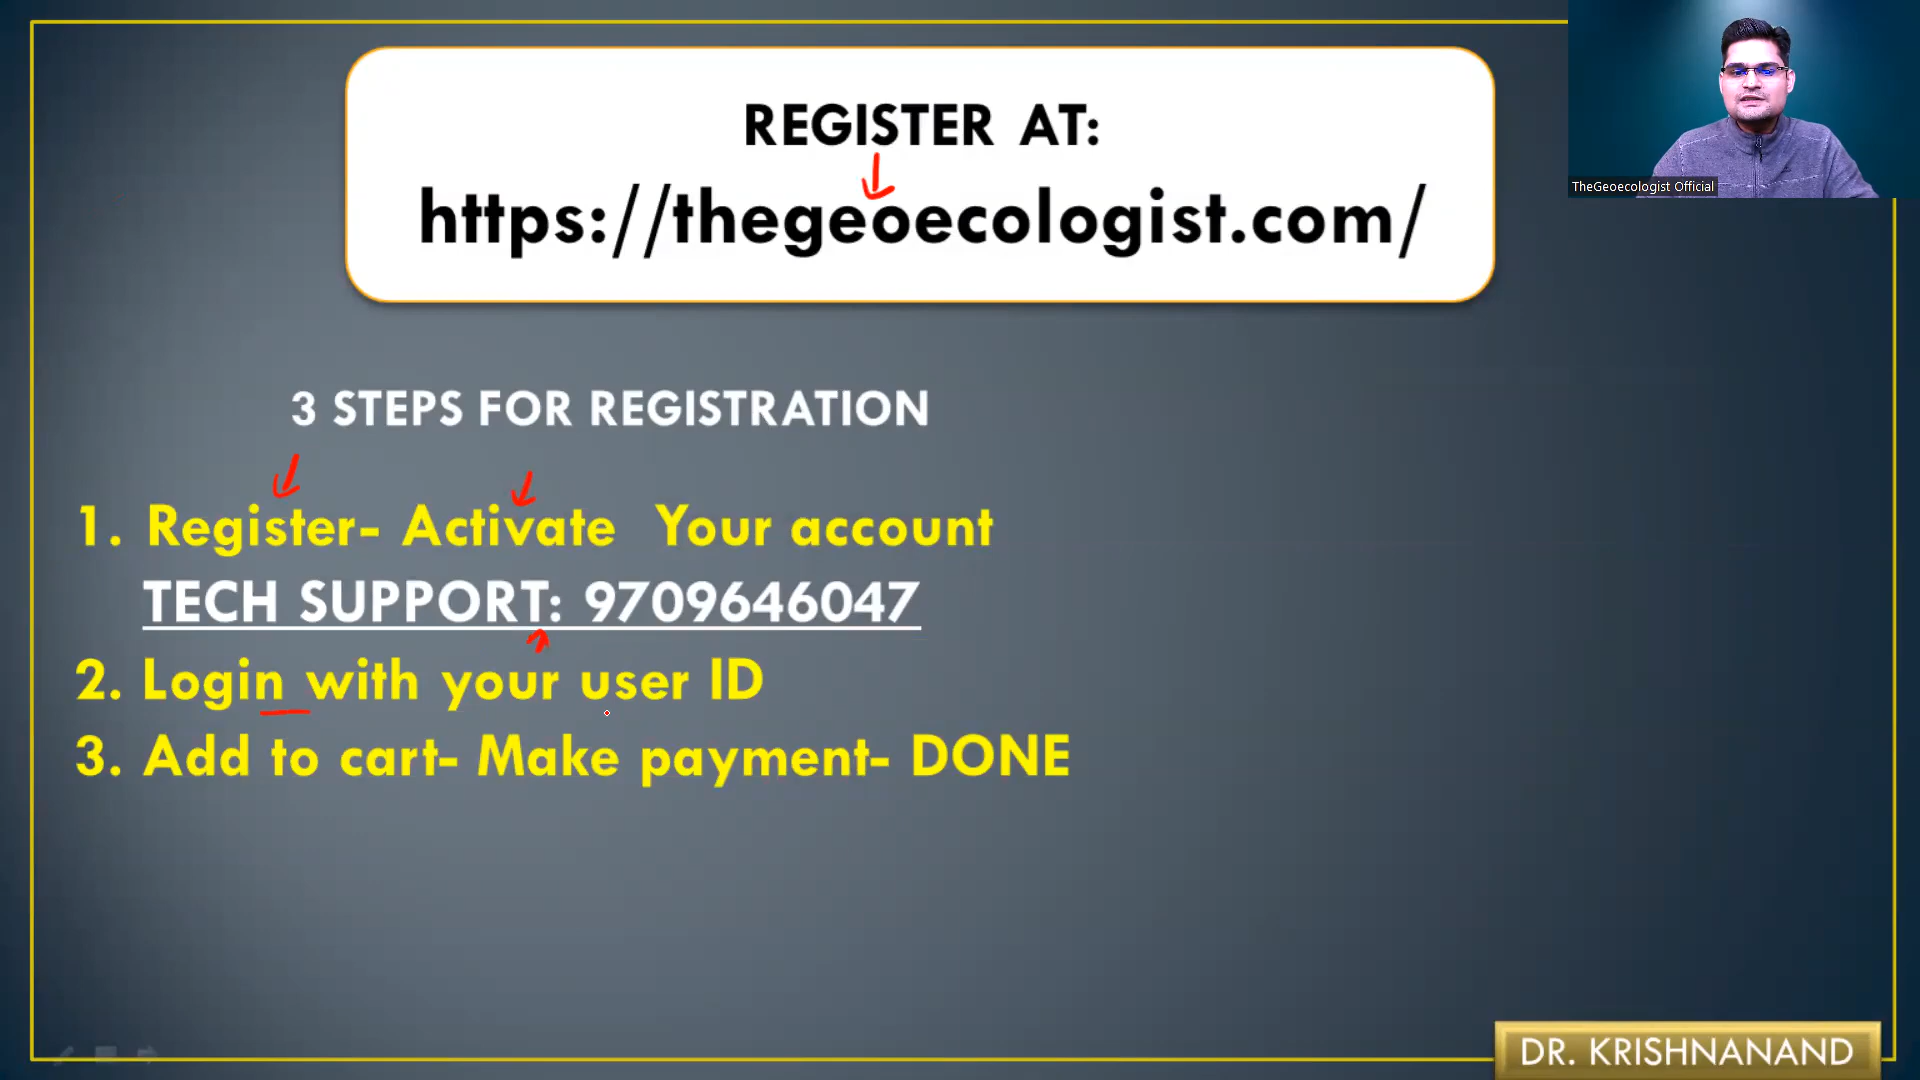 REGISTER AT:
https://thegeoecologist.com/
TheGeoecologist Official
3 STEPS FOR REGISTRATION
1. Register- Activate Your account
TECH SUPPORT: 9709646047
2. Login with your user ID
3. Add to cart- Make payment- DONE
DR. KRISHNANAND